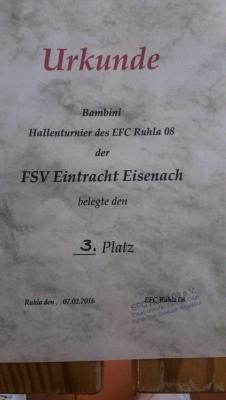 Urkunde
Bambini
Hallenturnier des EFC Ruhla 08
der
FSV Eintracht Eisenach
belegte den
3. Platz
Ruhla den , 07.02.2016 EFC Ruhla 08